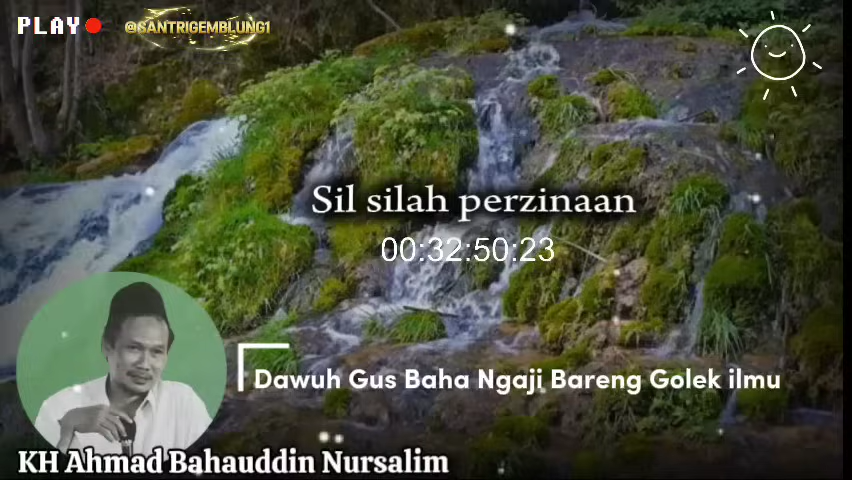 PLAY @SANTRIGEMBLUNG1
Sil silah perzinaan
00:32:50:23
Dawuh Gus Baha Ngaji Bareng Golek ilmu
KH Ahmad Bahauddin Nursalim